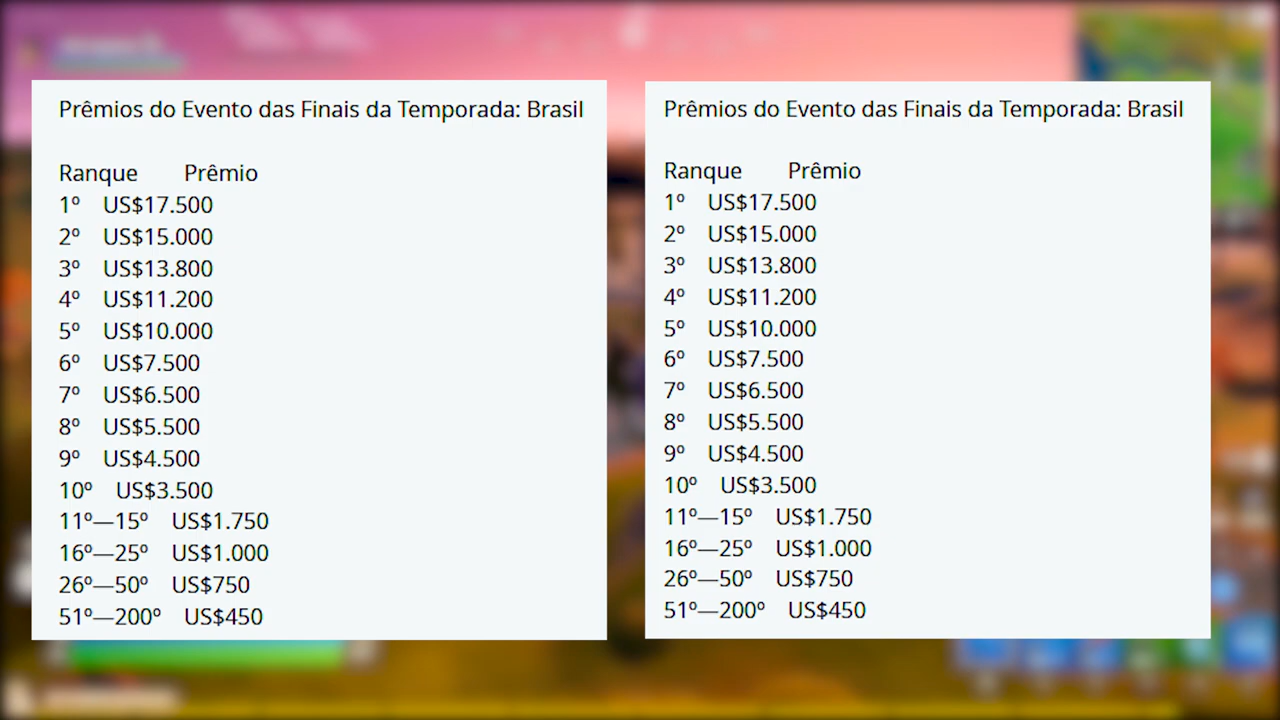 Prêmios do Evento das Finais da Temporada: Brasil
Ranque Prêmio
1º US$17.500
2º US$15.000
3º US$13.800
4º US$11.200
5º US$10.000
6º US$7.500
7º US$6.500
8º US$5.500
9º US$4.500
10º US$3.500
11º—15º US$1.750
16º—25º US$1.000
26º—50º US$750
51º—200º US$450
Prêmios do Evento das Finais da Temporada: Brasil
Ranque Prêmio
1º US$17.500
2º US$15.000
3º US$13.800
4º US$11.200
5º US$10.000
6º US$7.500
7º US$6.500
8º US$5.500
9º US$4.500
10º US$3.500
11º—15º US$1.750
16º—25º US$1.000
26º—50º US$750
51º—200º US$450